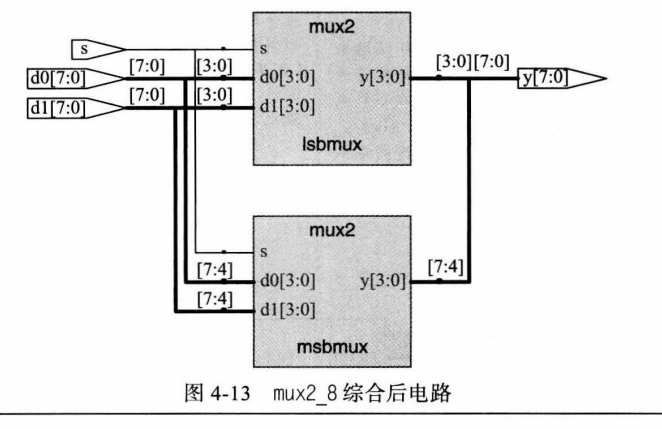 mux2
s
s
[7:0]
[3:0]
[3:0][7:0]
d0[7:0]
d0[3:0]
y[3:0]
y[7:0]
[7:0]
[3:0]
d1[7:0]
d1[3:0]
lsbmux
mux2
s
[7:4]
[7:4]
d0[3:0]
y[3:0]
[7:4]
d1[3:0]
msbmux
图 4-13 mux2_8 综合后电路